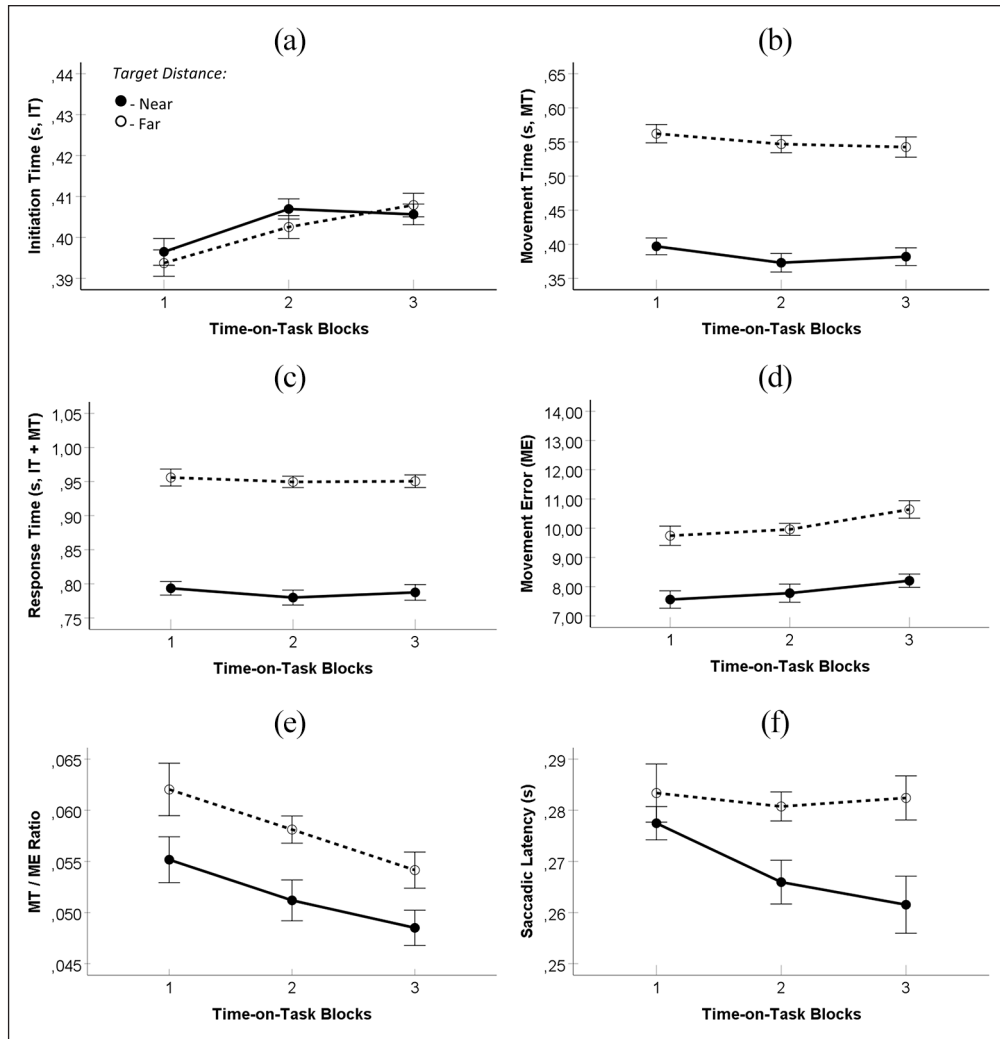 (a)
Target Distance:
- Near
- Far
Initiation Time (s, IT)
,44
,43
,42
,41
,40
,39
1 2 3
Time-on-Task Blocks
(b)
Movement Time (s, MT)
,65
,60
,55
,50
,45
,40
,35
1 2 3
Time-on-Task Blocks
(c)
Response Time (s, IT + MT)
1,05
1,00
,95
,90
,85
,80
,75
1 2 3
Time-on-Task Blocks
(d)
Movement Error (ME)
14,00
13,00
12,00
11,00
10,00
9,00
8,00
7,00
1 2 3
Time-on-Task Blocks
(e)
MT / ME Ratio
,065
,060
,055
,050
,045
1 2 3
Time-on-Task Blocks
(f)
Saccadic Latency (s)
,29
,28
,27
,26
,25
1 2 3
Time-on-Task Blocks